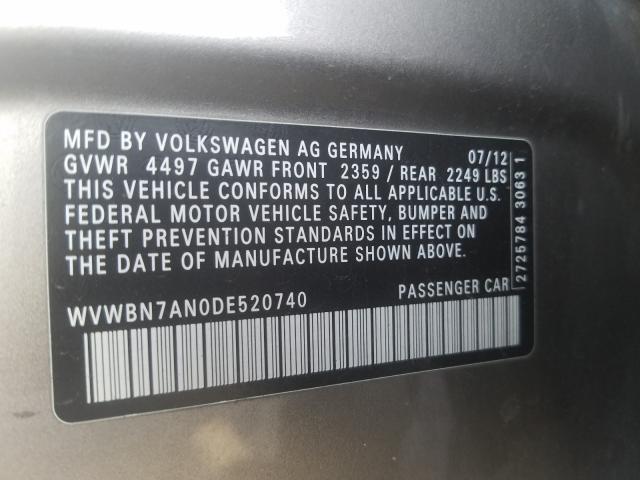 MFD BY VOLKSWAGEN AG GERMANY 07/12
GVWR 4497 GAWR FRONT 2359 / REAR 2249 LBS
THIS VEHICLE CONFORMS TO ALL APPLICABLE U.S.
FEDERAL MOTOR VEHICLE SAFETY, BUMPER AND
THEFT PREVENTION STANDARDS IN EFFECT ON
THE DATE OF MANUFACTURE SHOWN ABOVE.
WVWBN7AN0DE520740 PASSENGER CAR
2725784 3063 1